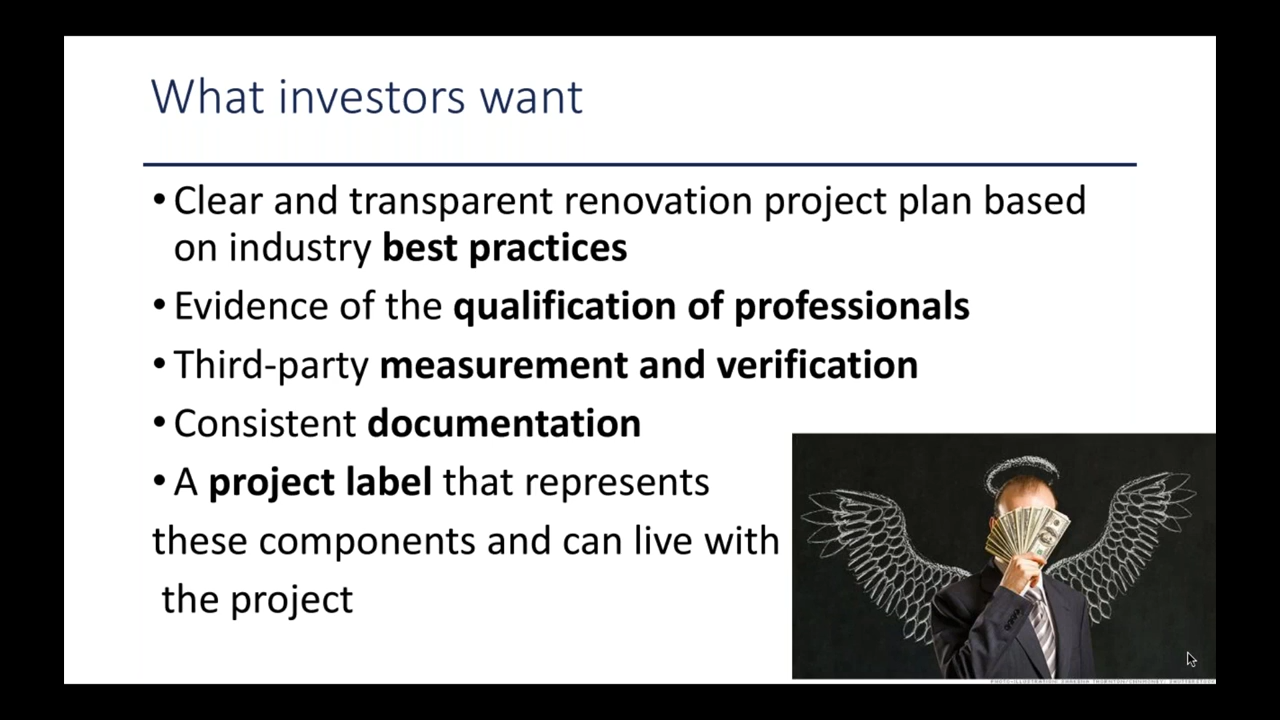 What investors want
• Clear and transparent renovation project plan based
on industry best practices
• Evidence of the qualification of professionals
• Third-party measurement and verification
• Consistent documentation
• A project label that represents
these components and can live with
the project